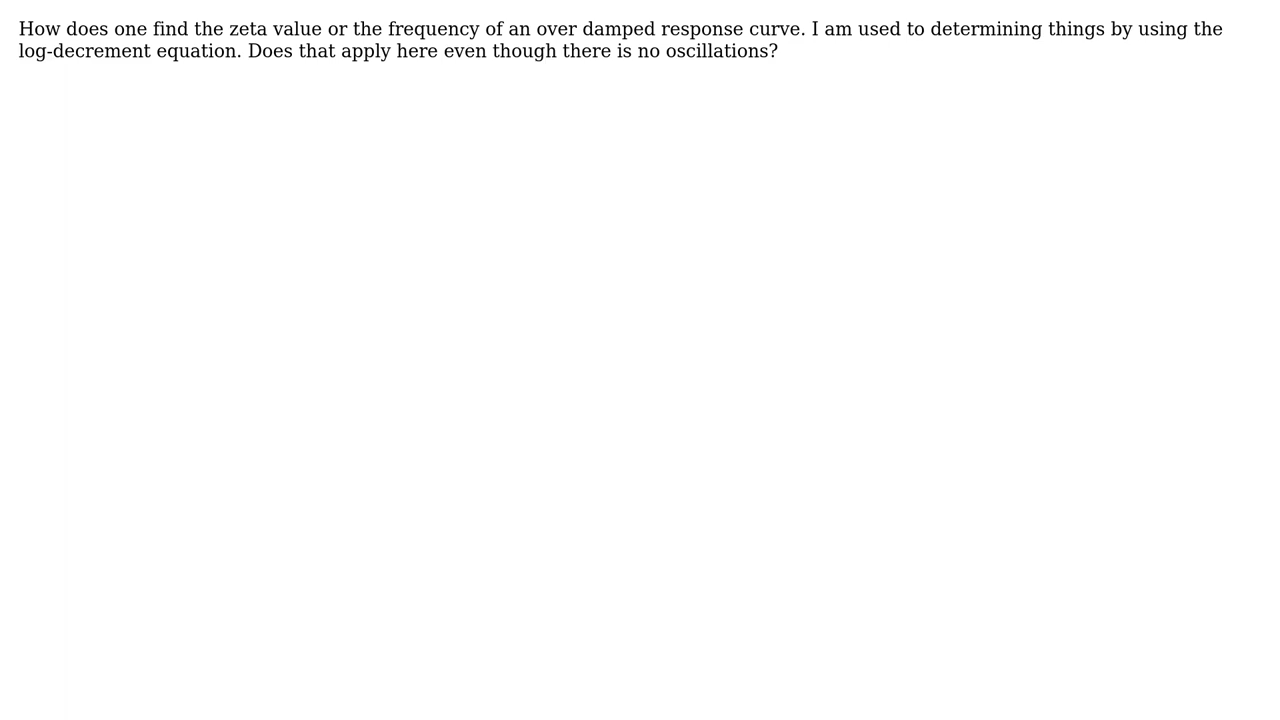 How does one find the zeta value or the frequency of an over damped response curve. I am used to determining things by using the
log-decrement equation. Does that apply here even though there is no oscillations?